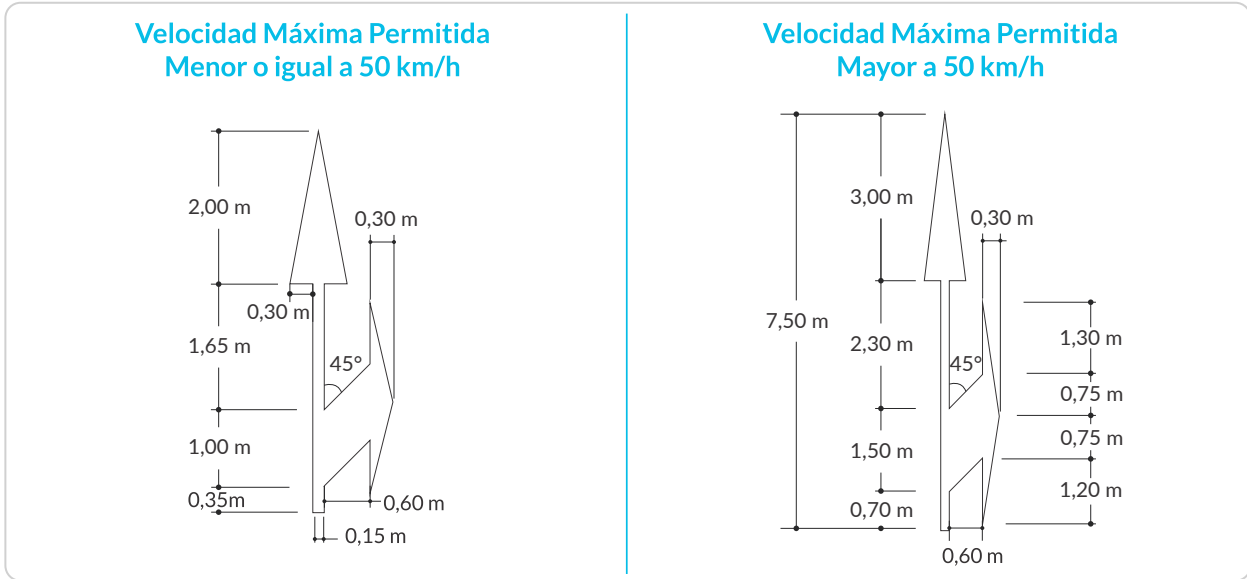 Velocidad Máxima Permitida
Menor o igual a 50 km/h
2,00 m
0,30 m
0,30 m
1,65 m
45°
1,00 m
0,35m
0,60 m
0,15 m
Velocidad Máxima Permitida
Mayor a 50 km/h
3,00 m
0,30 m
7,50 m
2,30 m
1,30 m
45°
0,75 m
0,75 m
1,50 m
1,20 m
0,70 m
0,60 m